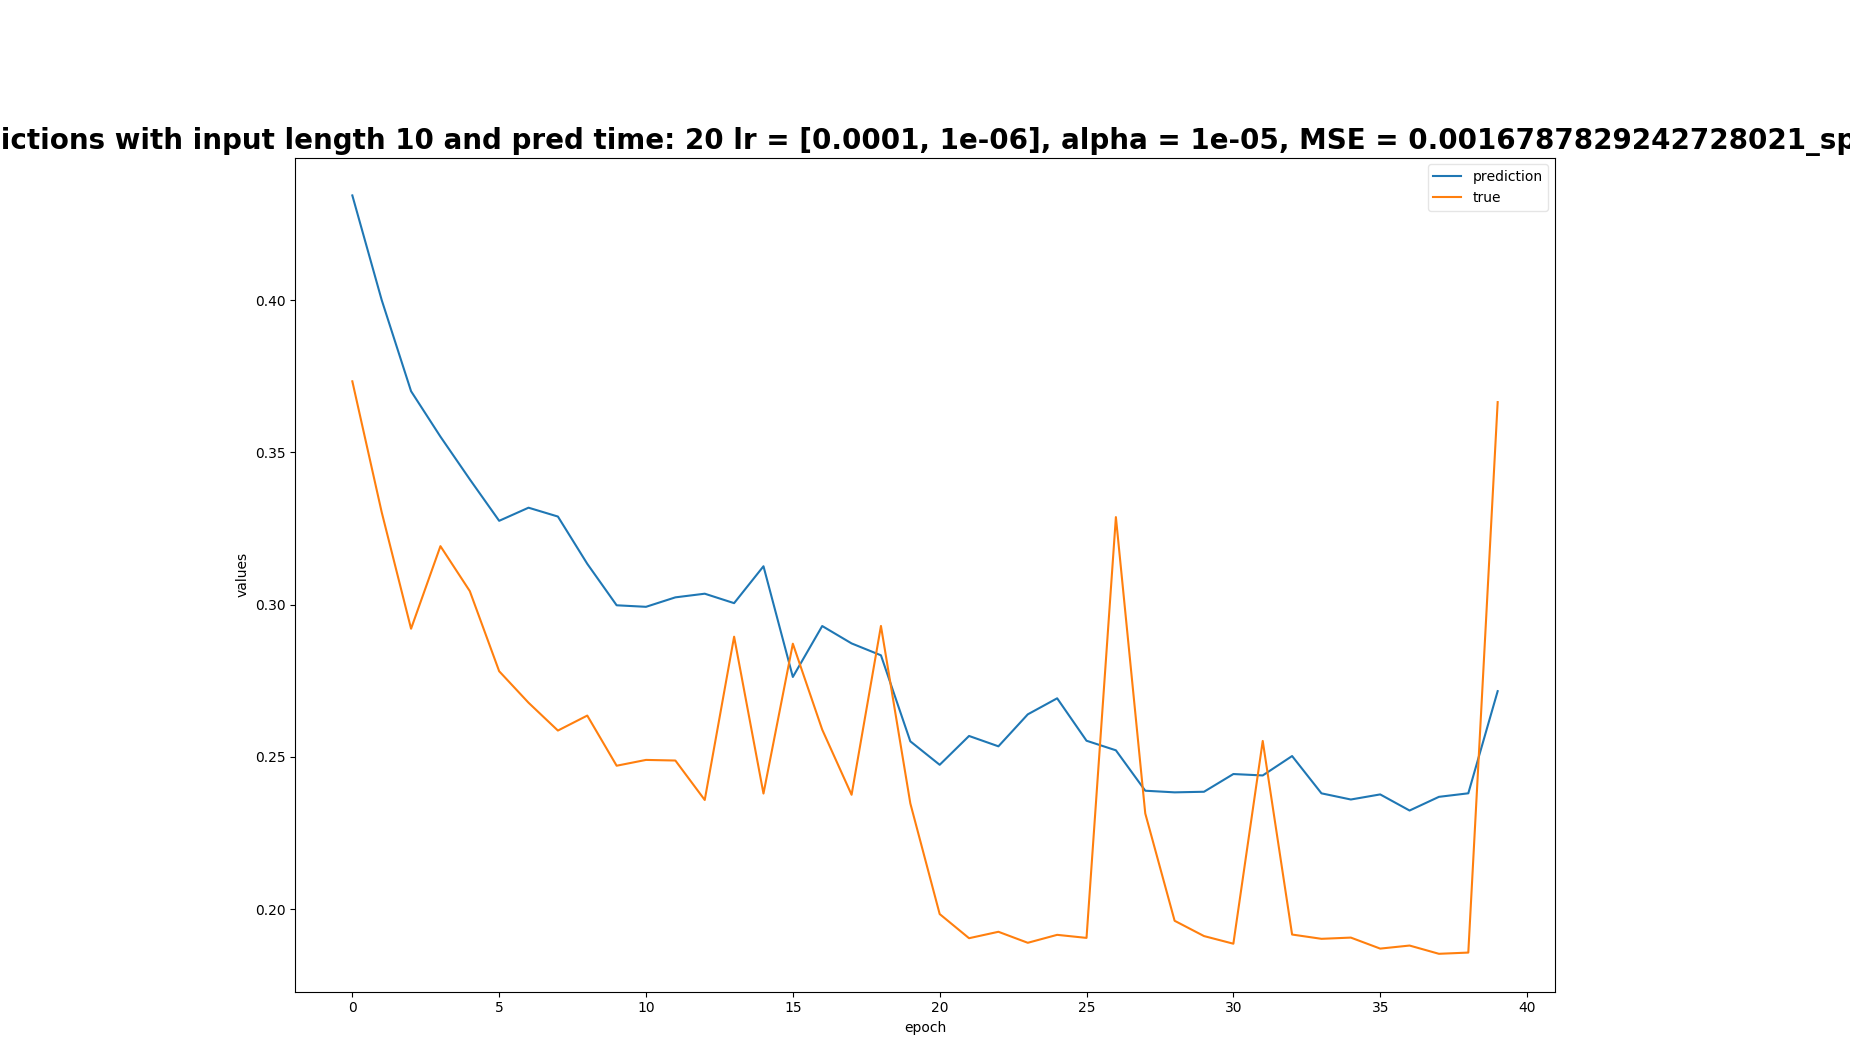 ictions with input length 10 and pred time: 20 lr = [0.0001, 1e-06], alpha = 1e-05, MSE = 0.0016787829242728021_sp
prediction
true
0.40
0.35
0.30
0.25
0.20
values
0 5 10 15 20 25 30 35 40
epoch